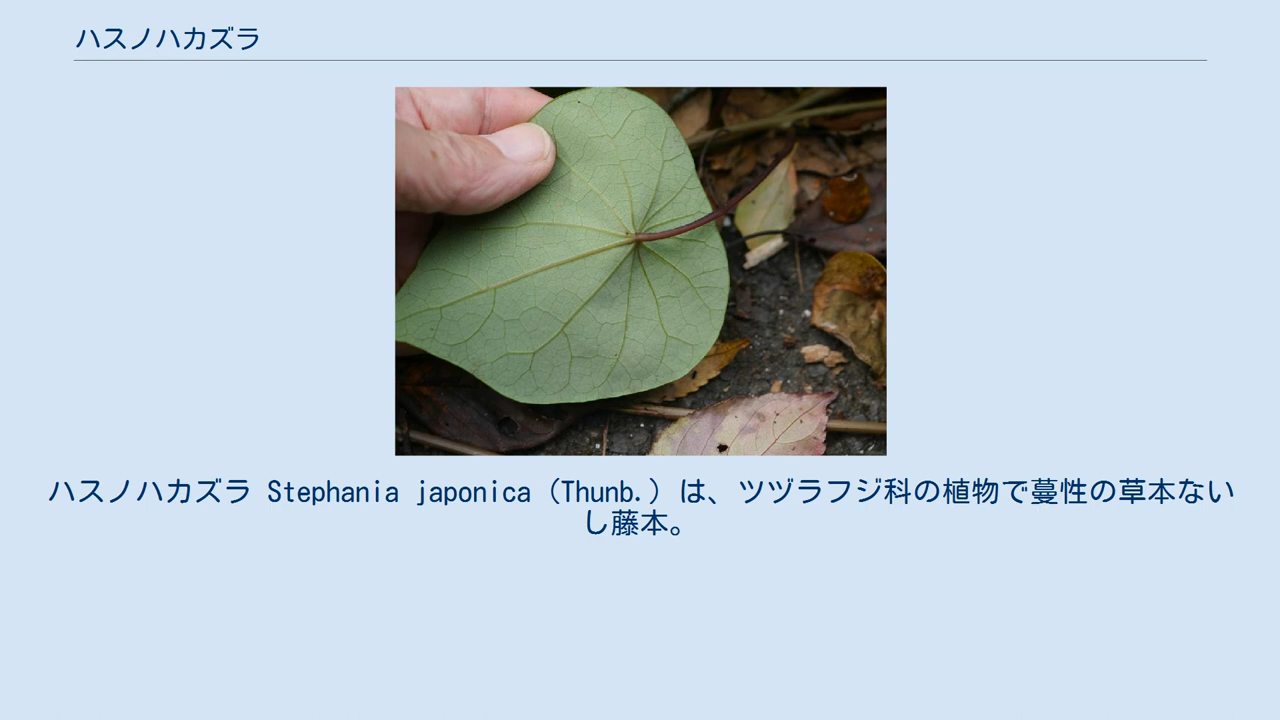 ハスノハカズラ
ハスノハカズラ Stephania japonica（Thunb.）は、ツヅラフジ科の植物で蔓性の草本ない
し藤本。